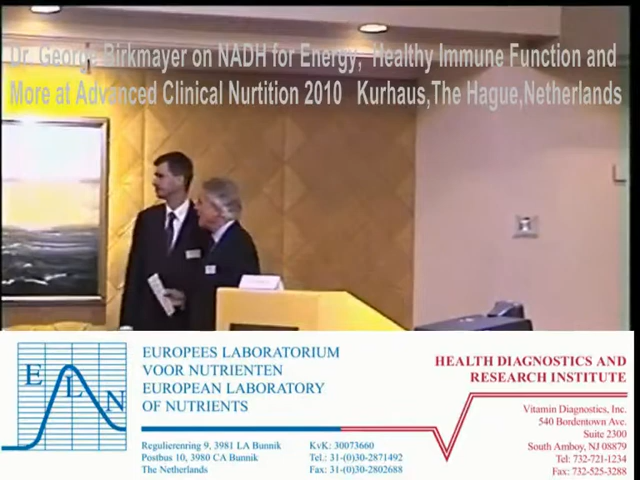 Dr. George Birkmayer on NADH for Energy, Healthy Immune Function and
More at Advanced Clinical Nurtition 2010 Kurhaus,The Hague,Netherlands
ELN
EUROPEES LABORATORIUM
VOOR NUTRIENTEN
EUROPEAN LABORATORY
OF NUTRIENTS
Regulierenring 9, 3981 LA Bunnik
Postbus 10, 3980 CA Bunnik
The Netherlands
KvK: 30073660
Tel.: 31-(0)30-2871492
Fax: 31-(0)30-2802688
HEALTH DIAGNOSTICS AND
RESEARCH INSTITUTE
Vitamin Diagnostics, Inc.
540 Bordentown Ave.
Suite 2300
South Amboy, NJ 08879
Tel: 732-721-1234
Fax: 732-525-3288